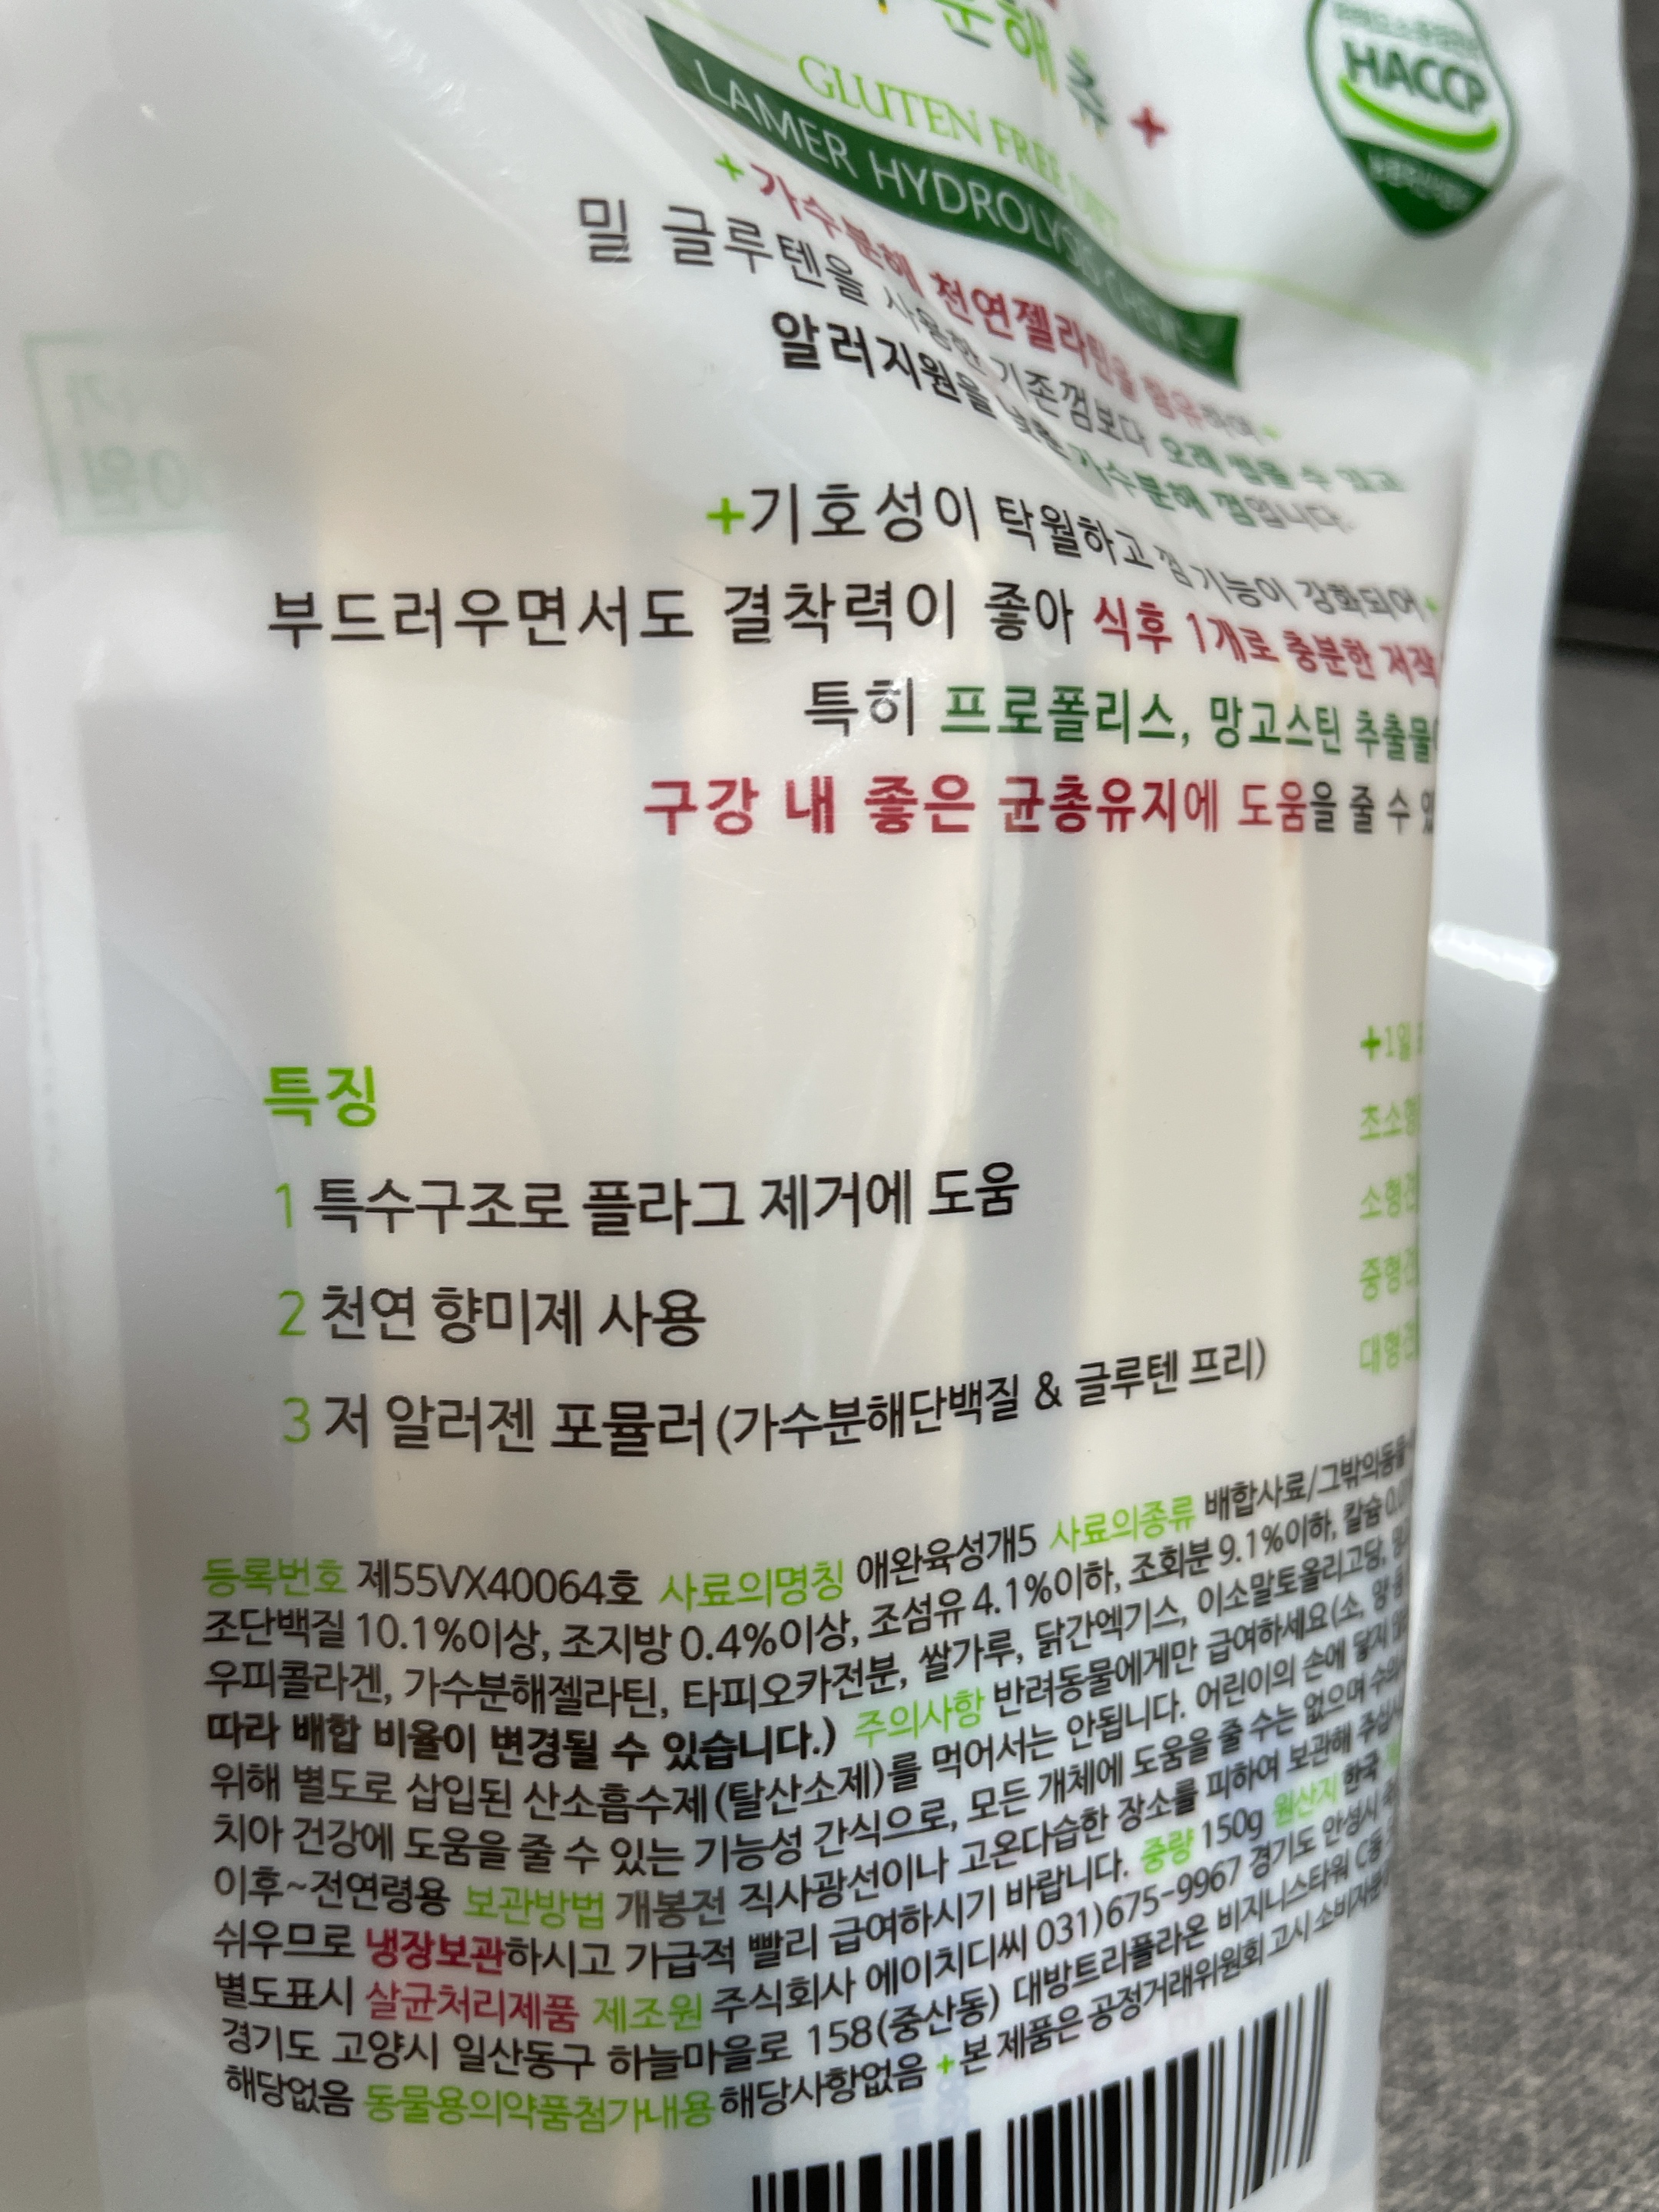 분해 츄+
GLUTEN FREE
HACCP
LAMER HYDROLYSIS
+가수분해 천연젤라틴을 함유하여+
밀 글루텐을 사용한 기존껌보다 오래 씹을 수 있고
알러지원을 낮춘 가수분해 껌입니다.
+기호성이 탁월하고 껌기능이 강화되어+
부드러우면서도 결착력이 좋아 식후 1개로 충분한 저작
특히 프로폴리스, 망고스틴 추출물
구강 내 좋은 균총유지에 도움을 줄 수
+1일
특징
초소형
1 특수구조로 플라그 제거에 도움
소형견
중형견
2 천연 향미제 사용
대형견
3 저 알러젠 포뮬러(가수분해단백질 & 글루텐 프리)
등록번호 제55VX40064호 사료의명칭 애완육성개5 사료의종류 배합사료/그밖의동물
조단백질 10.1%이상, 조지방 0.4%이상, 조섬유 4.1%이하, 조회분 9.1%이하, 칼슘
우피콜라겐, 가수분해젤라틴, 타피오카전분, 쌀가루, 닭간엑기스, 이소말토올리고당,
따라 배합 비율이 변경될 수 있습니다.) 주의사항 반려동물에게만 급여하세요(소, 양
위해 별도로 삽입된 산소흡수제(탈산소제)를 먹어서는 안됩니다. 어린이의 손에 닿지
치아 건강에 도움을 줄 수 있는 기능성 간식으로, 모든 개체에 도움을 줄 수는 없으며
이후~전연령용 보관방법 개봉전 직사광선이나 고온다습한 장소를 피하여 보관해
쉬우므로 냉장보관하시고 가급적 빨리 급여하시기 바랍니다. 중량 150g 원산지 한국
별도표시 살균처리제품 제조원 주식회사 에이치디씨 031)675-9967 경기도 안성시
경기도 고양시 일산동구 하늘마을로 158(중산동) 대방트리플라온 비지니스타워 C동
해당없음 동물용의약품첨가내용 해당사항없음 +본 제품은 공정거래위원회 고시